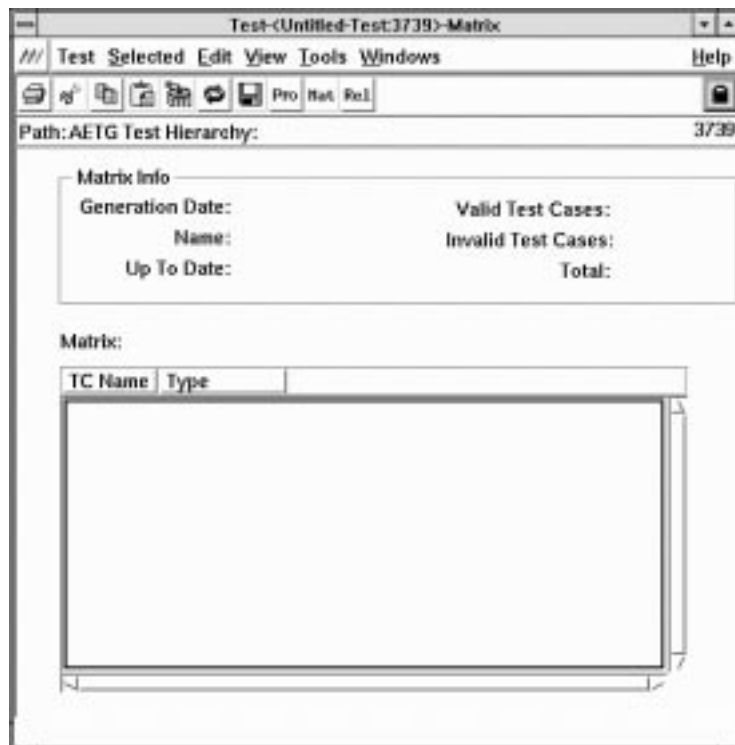 Test-<Untitled-Test:3739>-Matrix
/// Test Selected Edit View Tools Windows Help
Pro Mat Rel
Path: AETG Test Hierarchy: 3739
Matrix Info
Generation Date: Valid Test Cases:
Name: Invalid Test Cases:
Up To Date: Total:
Matrix:
TC Name Type